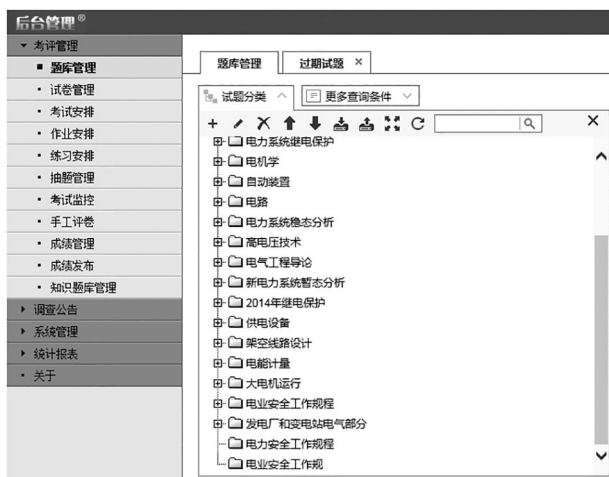 后台管理®
考评管理
题库管理
试卷管理
考试安排
作业安排
练习安排
抽题管理
考试监控
手工评卷
成绩管理
成绩发布
知识题库管理
调查公告
系统管理
统计报表
关于
题库管理 过期试题 ×
试题分类 更多查询条件
电力系统继电保护
电机学
自动装置
电路
电力系统稳态分析
高电压技术
电气工程导论
新电力系统暂态分析
2014年继电保护
供电设备
架空线路设计
电能计量
大电机运行
电业安全工作规程
发电厂和变电站电气部分
电力安全工作规程
电业安全工作规